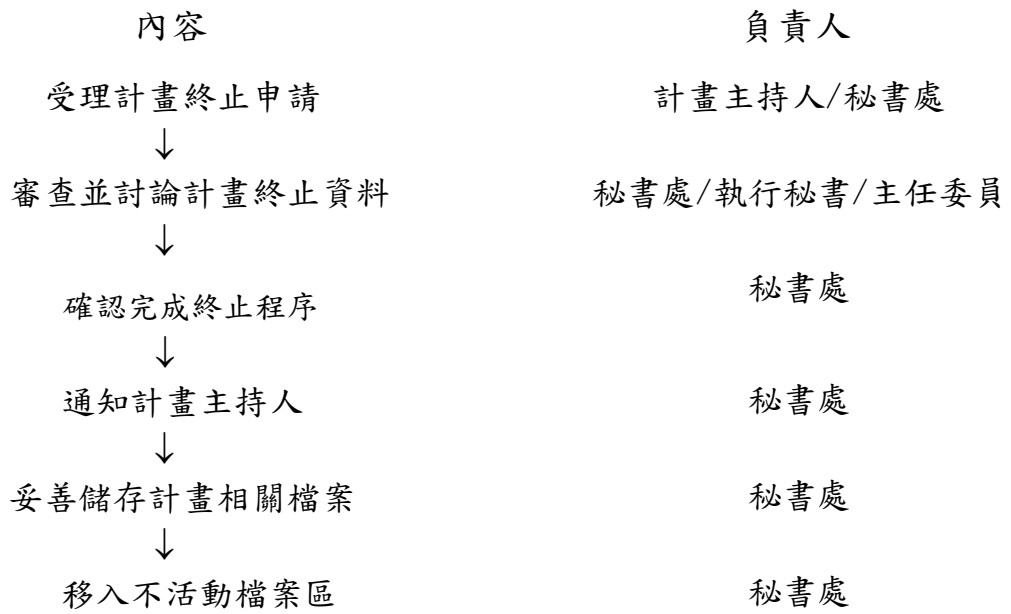 內容 負責人
受理計畫終止申請 計畫主持人/秘書處
↓
審查並討論計畫終止資料 秘書處/執行秘書/主任委員
↓
確認完成終止程序 秘書處
↓
通知計畫主持人 秘書處
↓
妥善儲存計畫相關檔案 秘書處
↓
移入不活動檔案區 秘書處